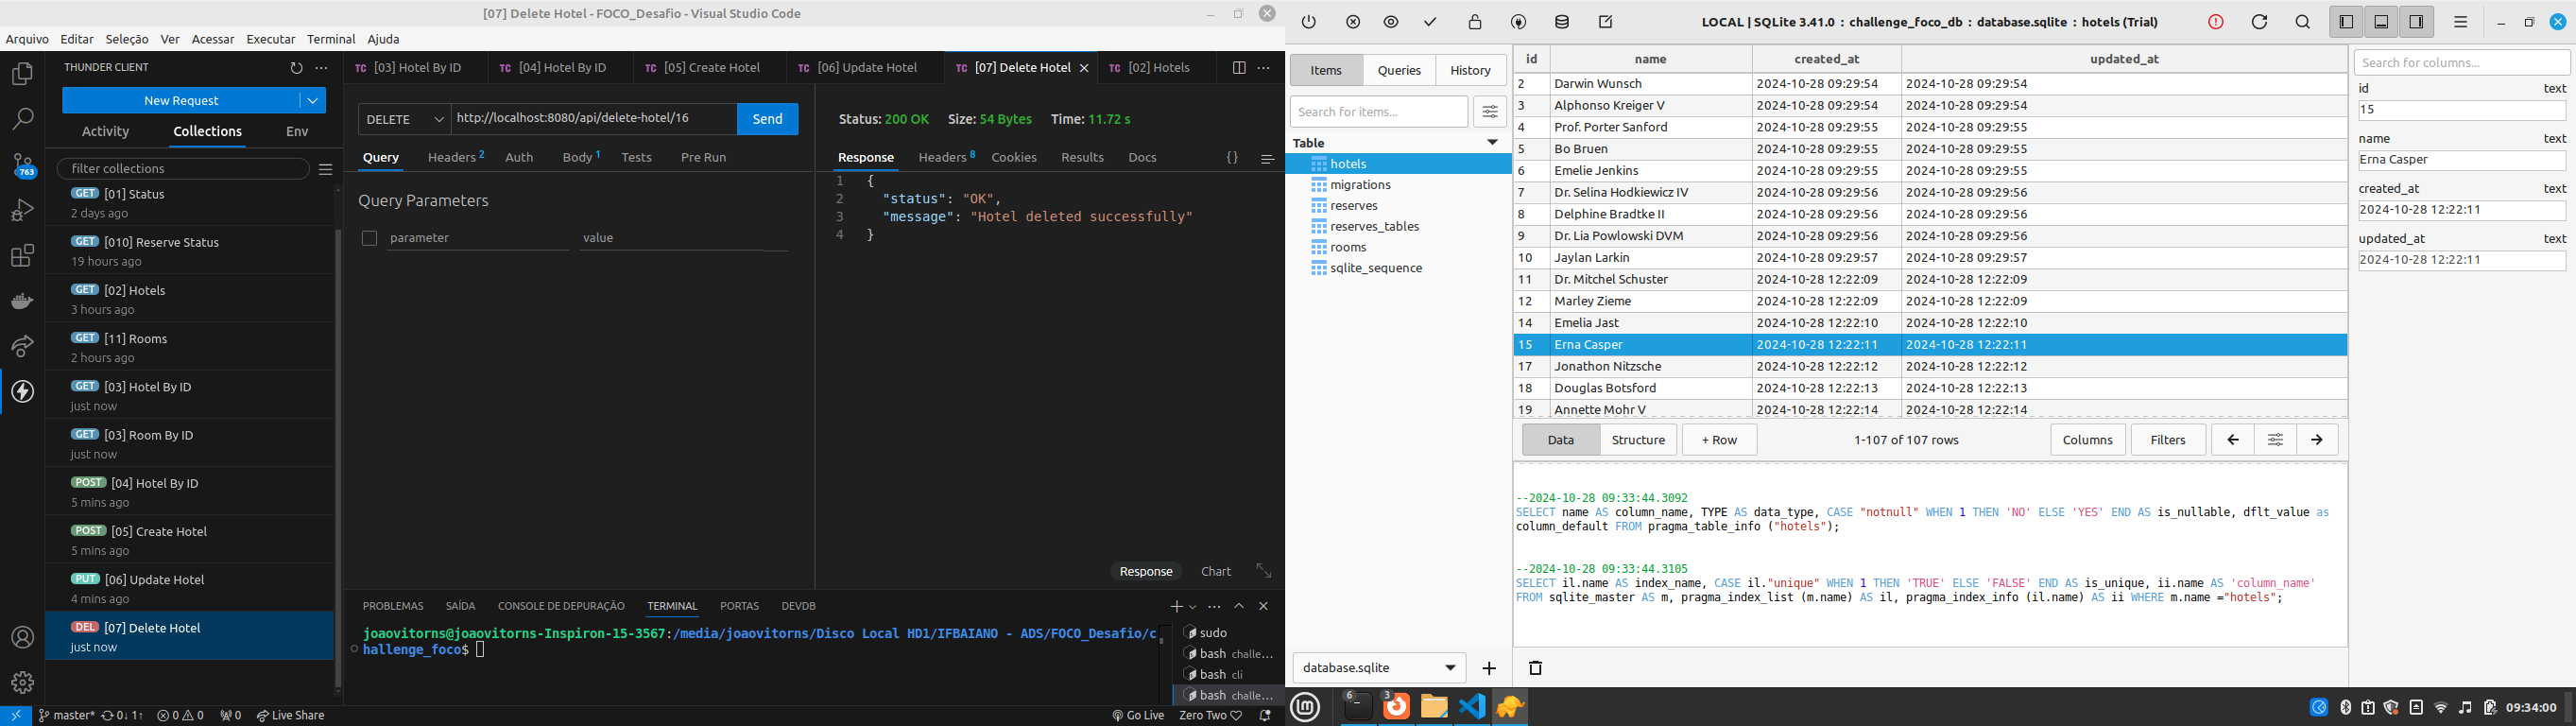 [07] Delete Hotel - FOCO_Desafio - Visual Studio Code
Arquivo Editar Seleção Ver Acessar Executar Terminal Ajuda
THUNDER CLIENT
New Request
Activity Collections Env
filter collections
GET [01] Status
2 days ago
GET [010] Reserve Status
19 hours ago
GET [02] Hotels
3 hours ago
GET [11] Rooms
2 hours ago
GET [03] Hotel By ID
just now
GET [03] Room By ID
just now
POST [04] Hotel By ID
5 mins ago
POST [05] Create Hotel
5 mins ago
PUT [06] Update Hotel
4 mins ago
DEL [07] Delete Hotel
just now
763
TC [03] Hotel By ID TC [04] Hotel By ID TC [05] Create Hotel TC [06] Update Hotel TC [07] Delete Hotel TC [02] Hotels
DELETE http://localhost:8080/api/delete-hotel/16 Send
Query Headers 2 Auth Body 1 Tests Pre Run
Query Parameters
parameter value
Status: 200 OK Size: 54 Bytes Time: 11.72 s
Response Headers 8 Cookies Results Docs {}
1 {
2 "status": "OK",
3 "message": "Hotel deleted successfully"
4 }
Response Chart
PROBLEMAS SAÍDA CONSOLE DE DEPURAÇÃO TERMINAL PORTAS DEVDB
joaovitorns@joaovitorns-Inspiron-15-3567:/media/joaovitorns/Disco Local HD1/IFBAIANO - ADS/FOCO_Desafio/c
hallenge_foco$
sudo
bash challe...
bash cli
bash challe...
master* 0↓ 1↑ 0 0 0 Live Share Go Live Zero Two
LOCAL | SQLite 3.41.0 : challenge_foco_db : database.sqlite : hotels (Trial)
Items Queries History
Search for items...
Table
hotels
migrations
reserves
reserves_tables
rooms
sqlite_sequence
database.sqlite
id name created_at updated_at
2 Darwin Wunsch 2024-10-28 09:29:54 2024-10-28 09:29:54
3 Alphonso Kreiger V 2024-10-28 09:29:54 2024-10-28 09:29:54
4 Prof. Porter Sanford 2024-10-28 09:29:55 2024-10-28 09:29:55
5 Bo Bruen 2024-10-28 09:29:55 2024-10-28 09:29:55
6 Emelie Jenkins 2024-10-28 09:29:55 2024-10-28 09:29:55
7 Dr. Selina Hodkiewicz IV 2024-10-28 09:29:56 2024-10-28 09:29:56
8 Delphine Bradtke II 2024-10-28 09:29:56 2024-10-28 09:29:56
9 Dr. Lia Powlowski DVM 2024-10-28 09:29:56 2024-10-28 09:29:56
10 Jaylan Larkin 2024-10-28 09:29:57 2024-10-28 09:29:57
11 Dr. Mitchel Schuster 2024-10-28 12:22:09 2024-10-28 12:22:09
12 Marley Zieme 2024-10-28 12:22:09 2024-10-28 12:22:09
14 Emelia Jast 2024-10-28 12:22:10 2024-10-28 12:22:10
15 Erna Casper 2024-10-28 12:22:11 2024-10-28 12:22:11
17 Jonathon Nitzsche 2024-10-28 12:22:12 2024-10-28 12:22:12
18 Douglas Botsford 2024-10-28 12:22:13 2024-10-28 12:22:13
19 Annette Mohr V 2024-10-28 12:22:14 2024-10-28 12:22:14
Data Structure + Row 1-107 of 107 rows Columns Filters
--2024-10-28 09:33:44.3092
SELECT name AS column_name, TYPE AS data_type, CASE "notnull" WHEN 1 THEN 'NO' ELSE 'YES' END AS is_nullable, dflt_value as
column_default FROM pragma_table_info ("hotels");
--2024-10-28 09:33:44.3105
SELECT il.name AS index_name, CASE il."unique" WHEN 1 THEN 'TRUE' ELSE 'FALSE' END AS is_unique, ii.name AS 'column_name'
FROM sqlite_master AS m, pragma_index_list (m.name) AS il, pragma_index_info (il.name) AS ii WHERE m.name ="hotels";
Search for columns...
id text
15
name text
Erna Casper
created_at text
2024-10-28 12:22:11
updated_at text
2024-10-28 12:22:11
6 3
09:34:00